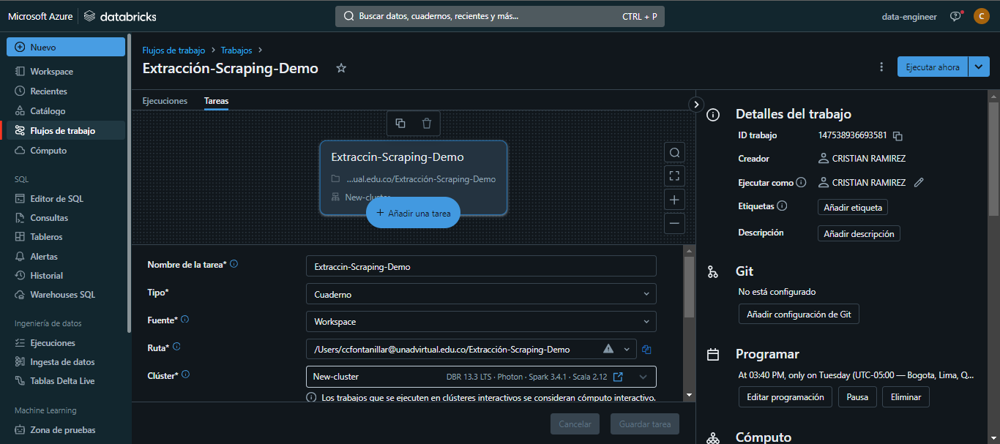 Microsoft Azure
databricks
Buscar datos, cuadernos, recientes y más...
CTRL + P
data-engineer
C
Nuevo
Workspace
Recientes
Catálogo
Flujos de trabajo
Cómputo
SQL
Editor de SQL
Consultas
Tableros
Alertas
Historial
Warehouses SQL
Ingeniería de datos
Ejecuciones
Ingesta de datos
Tablas Delta Live
Machine Learning
Zona de pruebas
Flujos de trabajo > Trabajos >
Extracción-Scraping-Demo
Ejecutar ahora
Ejecuciones
Tareas
Extraccin-Scraping-Demo
...ual.edu.co/Extracción-Scraping-Demo
New-cluster
+ Añadir una tarea
Nombre de la tarea*
Extraccin-Scraping-Demo
Tipo*
Cuaderno
Fuente*
Workspace
Ruta*
/Users/ccfontanillar@unadvirtual.edu.co/Extracción-Scraping-Demo
Clúster*
New-cluster
DBR 13.3 LTS · Photon · Spark 3.4.1 · Scala 2.12
Los trabajos que se ejecuten en clústeres interactivos se consideran cómputo interactivo.
Cancelar
Guardar tarea
Detalles del trabajo
ID trabajo
147538936693581
Creador
CRISTIAN RAMIREZ
Ejecutar como
CRISTIAN RAMIREZ
Etiquetas
Añadir etiqueta
Descripción
Añadir descripción
Git
No está configurado
Añadir configuración de Git
Programar
At 03:40 PM, only on Tuesday (UTC-05:00 — Bogota, Lima, Q...
Editar programación
Pausa
Eliminar
Cómputo